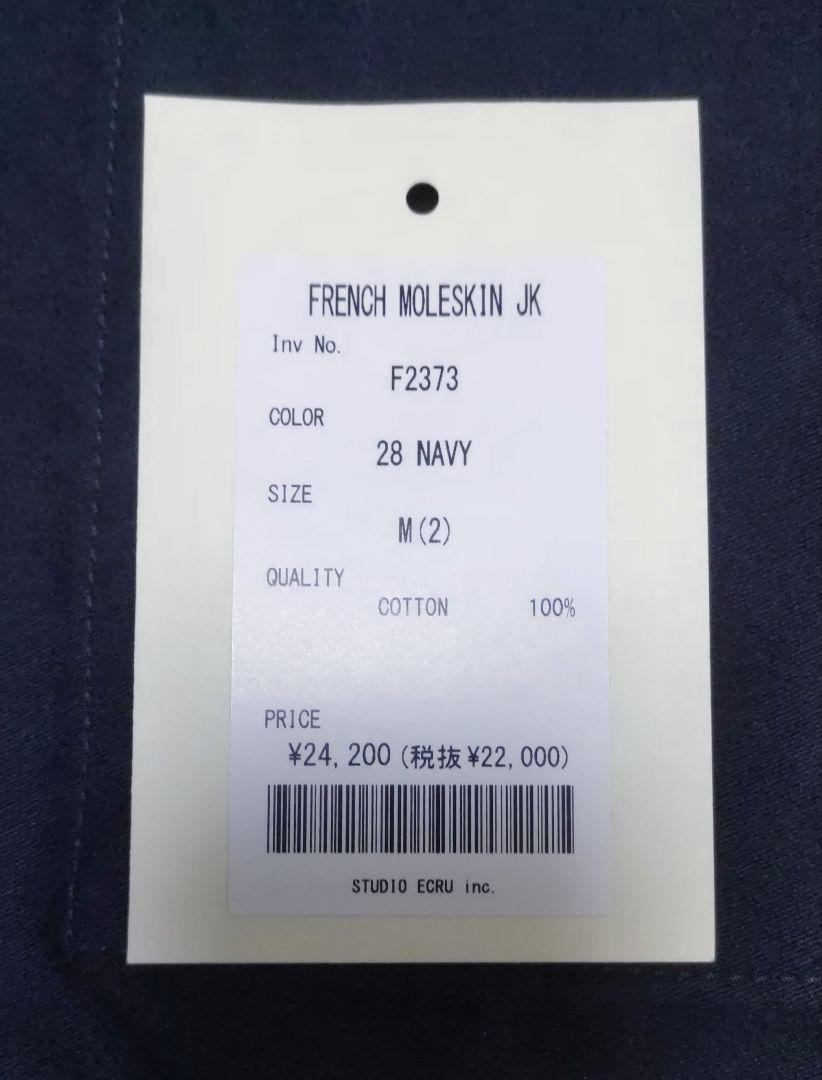 FRENCH MOLESKIN JK
Inv No.
F2373
COLOR
28 NAVY
SIZE
M(2)
QUALITY
COTTON 100%
PRICE
¥24,200(税抜¥22,000)
STUDIO ECRU inc.